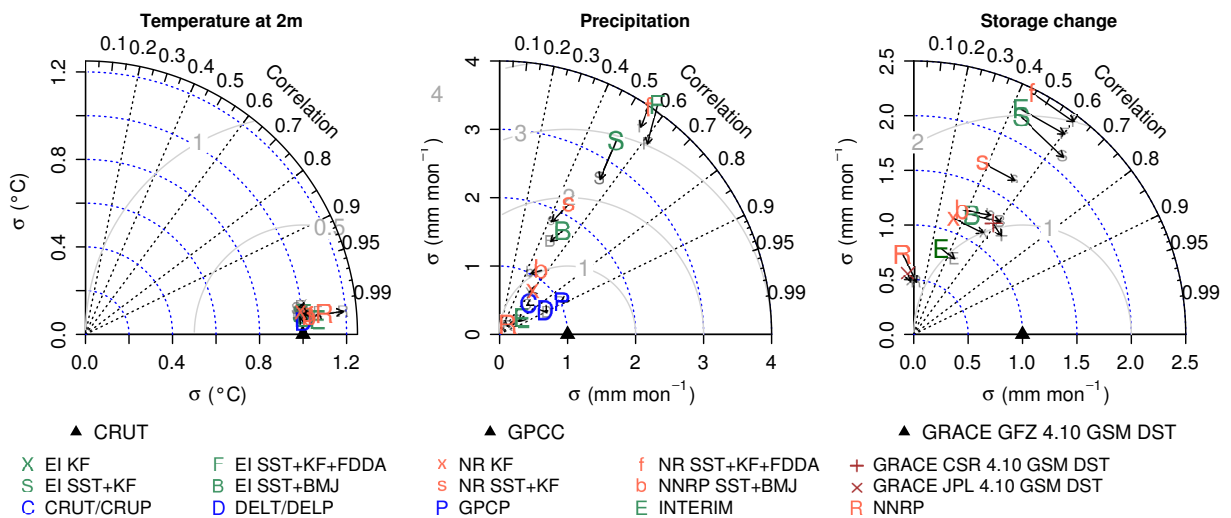 Temperature at 2m
Precipitation
Storage change
0.1 0.2 0.3 0.4 0.5 0.6 0.7 0.8 0.9 0.95 0.99
Correlation
1.2
0.8
0.4
0.0
σ (°C)
1
0.5
0.0 0.4 0.8 1.2
σ (°C)
0.1 0.2 0.3 0.4 0.5 0.6 0.7 0.8 0.9 0.95 0.99
Correlation
4
3
2
1
0
σ (mm mon⁻¹)
4
3
2
1
0 1 2 3 4
σ (mm mon⁻¹)
0.1 0.2 0.3 0.4 0.5 0.6 0.7 0.8 0.9 0.95 0.99
Correlation
2.5
2.0
1.5
1.0
0.5
0.0
σ (mm mon⁻¹)
2
1
0.0 0.5 1.0 1.5 2.0 2.5
σ (mm mon⁻¹)
▲ CRUT
▲ GPCC
▲ GRACE GFZ 4.10 GSM DST
X EI KF
F EI SST+KF+FDDA
x NR KF
f NR SST+KF+FDDA
+ GRACE CSR 4.10 GSM DST
S EI SST+KF
B EI SST+BMJ
s NR SST+KF
b NNRP SST+BMJ
× GRACE JPL 4.10 GSM DST
C CRUT/CRUP
D DELT/DELP
P GPCP
E INTERIM
R NNRP